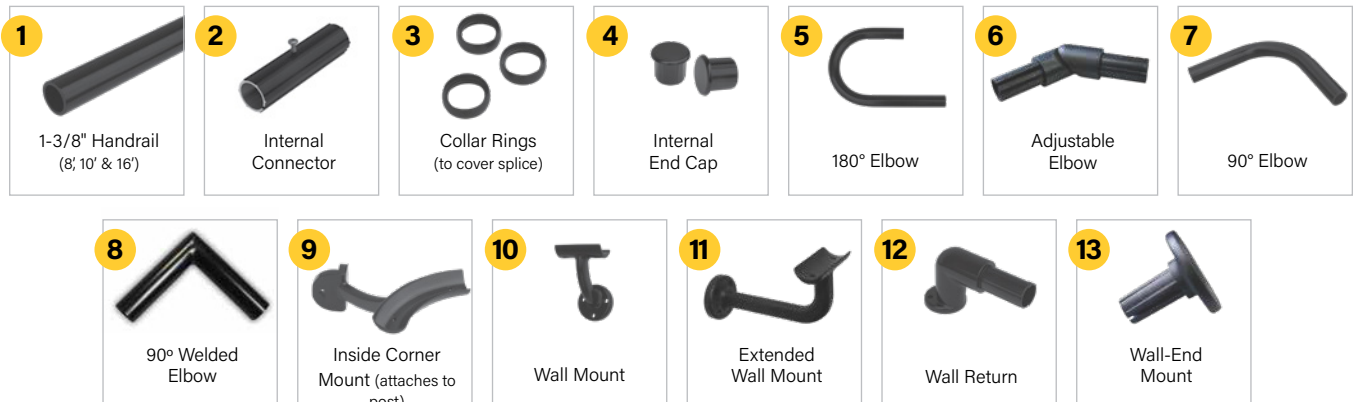 1
1-3/8" Handrail
(8', 10' & 16')
2
Internal
Connector
3
Collar Rings
(to cover splice)
4
Internal
End Cap
5
180° Elbow
6
Adjustable
Elbow
7
90° Elbow
8
90º Welded
Elbow
9
Inside Corner
Mount (attaches to
post)
10
Wall Mount
11
Extended
Wall Mount
12
Wall Return
13
Wall-End
Mount